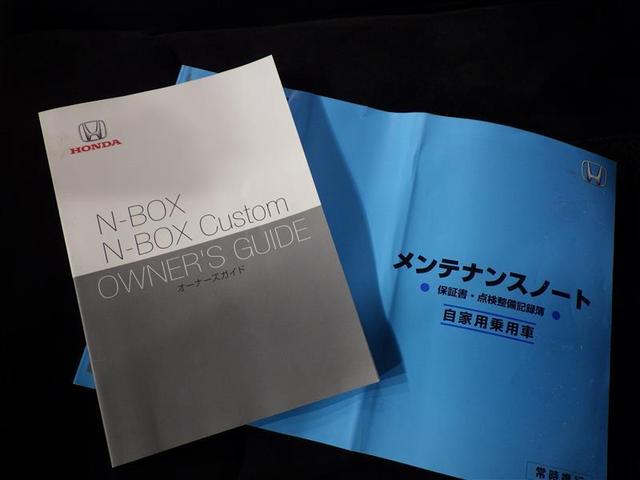 HONDA
N-BOX
N-BOX Custom
OWNER'S GUIDE
オーナーズガイド
メンテナンスノート
保証書・点検整備記録簿
自家用乗用車
常時